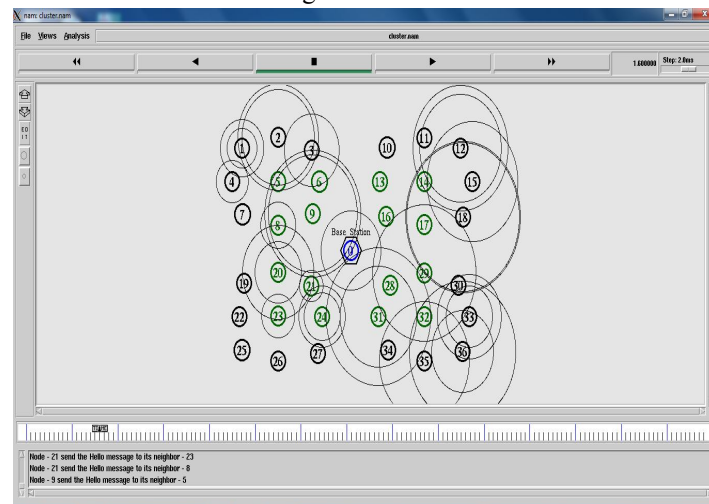 nam: cluster.nam
File Views Analysis cluster.nam
1.600000 Step: 2.0ms
1 2 3 10 11 12
4 5 6 13 14 15
7 8 9 16 17 18
Base_Station
0
19 20 21 28 29 30
22 23 24 31 32 33
25 26 27 34 35 36
Node - 21 send the Hello message to its neighbor - 23
Node - 21 send the Hello message to its neighbor - 8
Node - 9 send the Hello message to its neighbor - 5